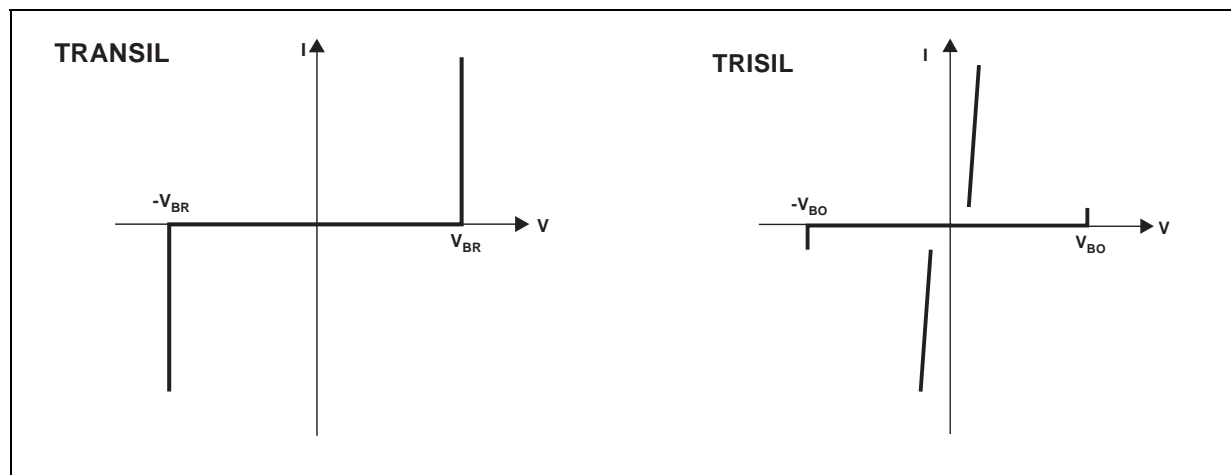 TRANSIL
I
-V_BR
V_BR
V
TRISIL
I
-V_BO
V_BO
V